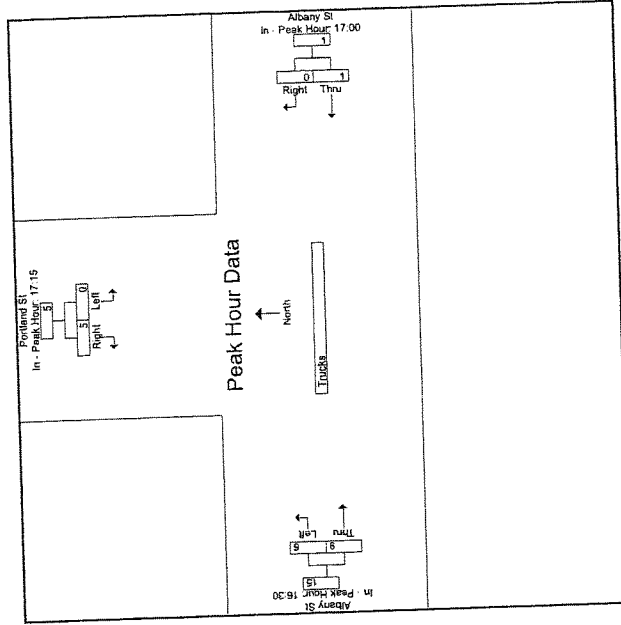 Albany St
In - Peak Hour: 17:00
1
0 1
Right Thru
Portland St
In - Peak Hour: 17:15
5
5 0
Right Left
Peak Hour Data
North
Trucks
Albany St
In - Peak Hour: 16:30
15
9 6
Thru Left